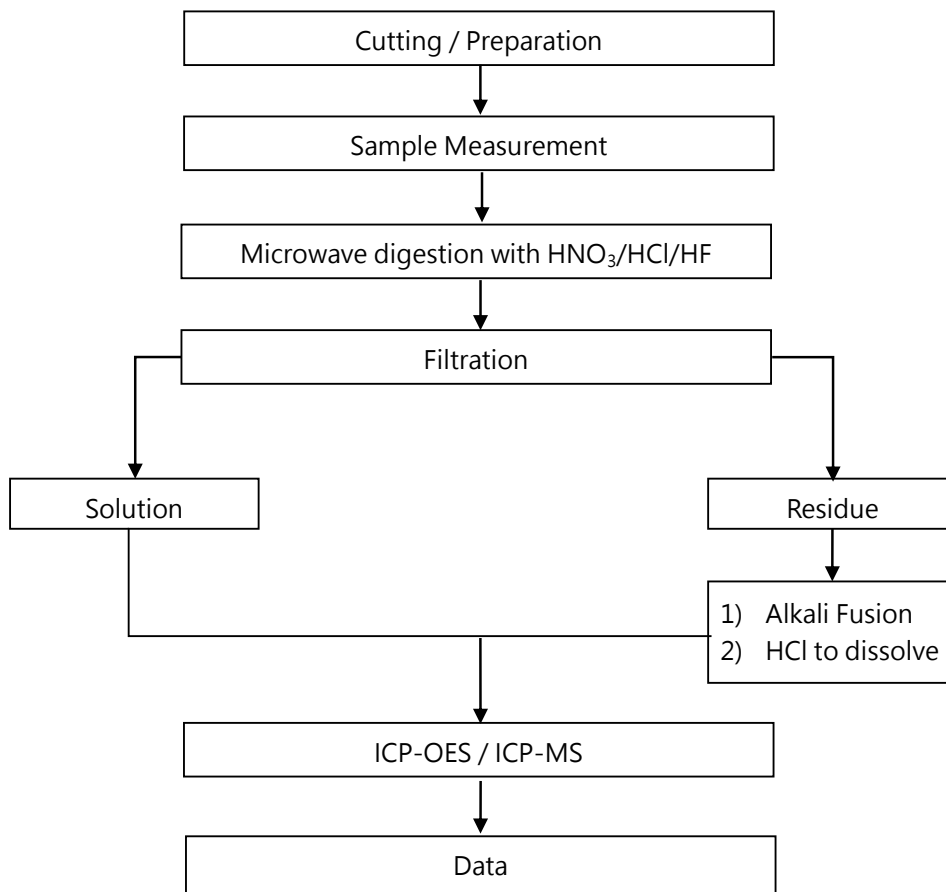 Cutting / Preparation
Sample Measurement
Microwave digestion with HNO₃/HCl/HF
Filtration
Solution
Residue
1) Alkali Fusion
2) HCl to dissolve
ICP-OES / ICP-MS
Data